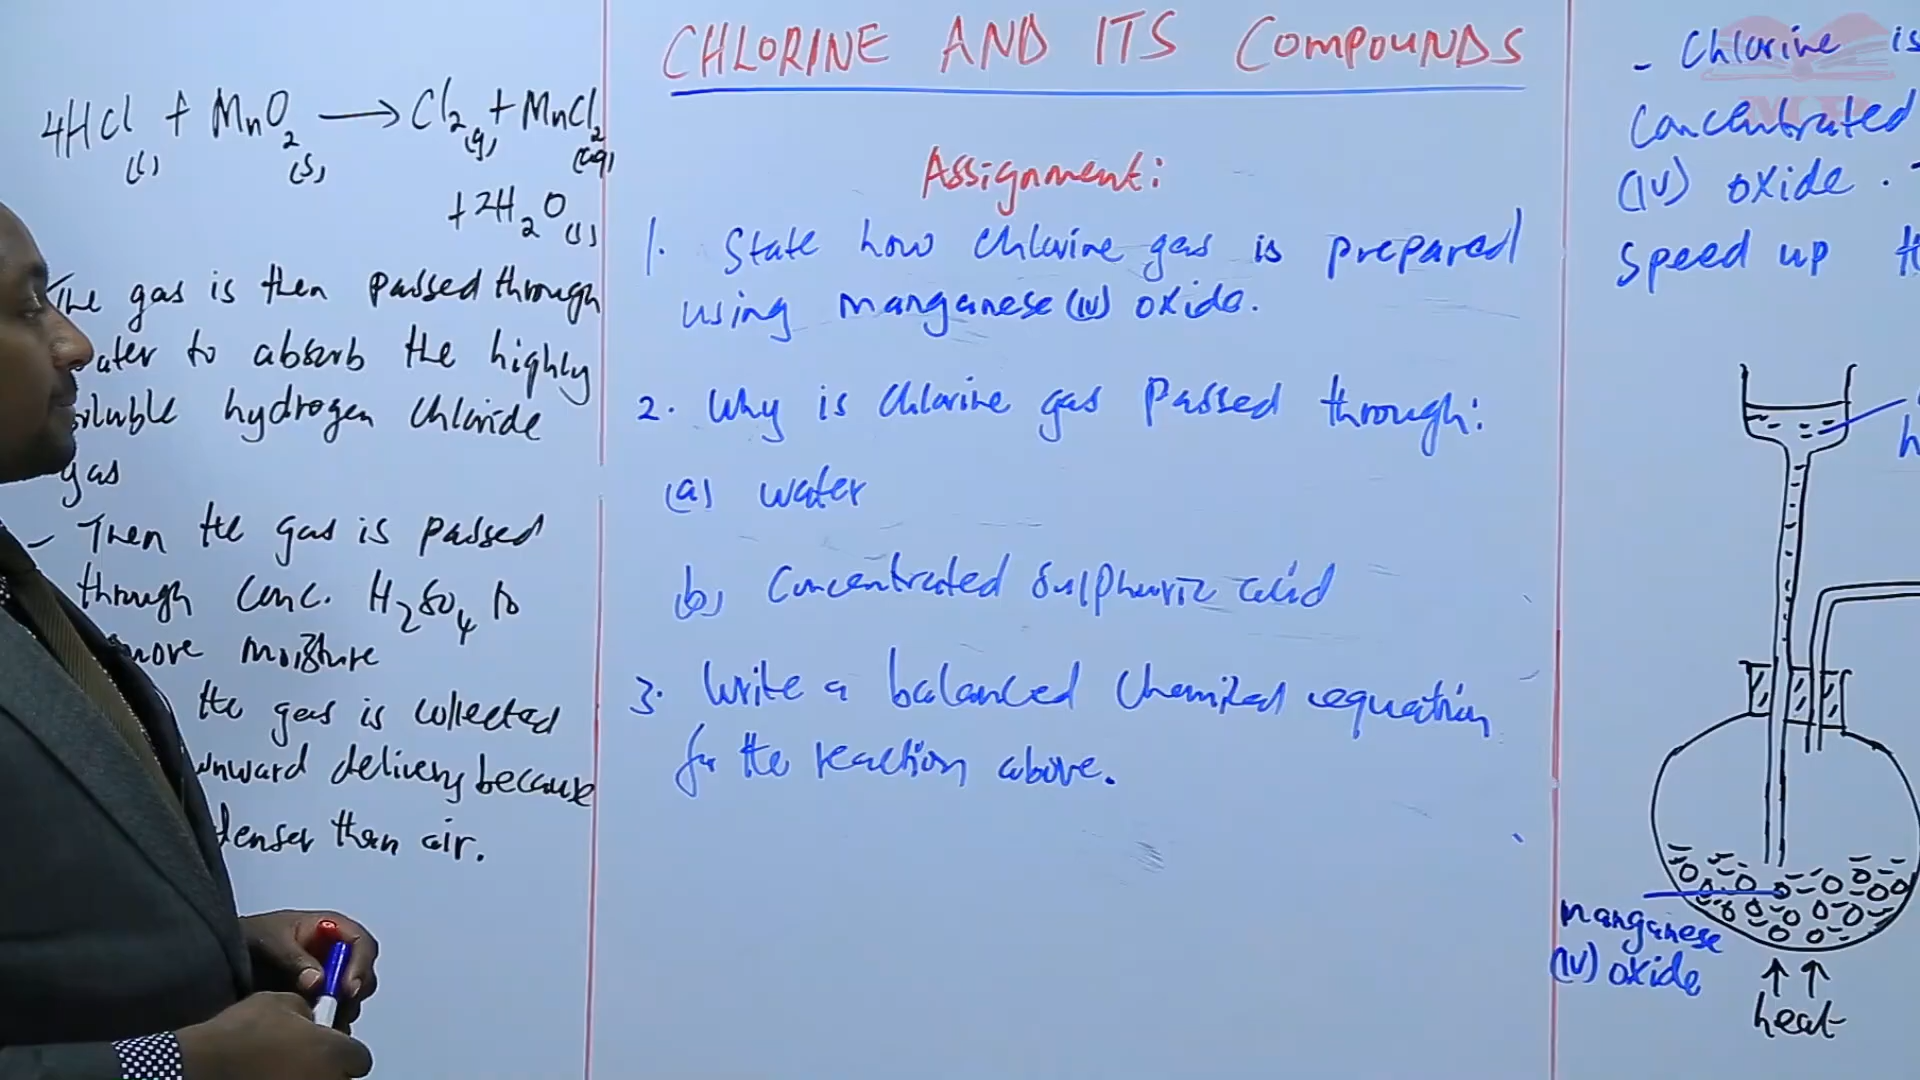 4HCl(l) + MnO2(s) → Cl2(g) + MnCl2(aq)
+ 2H2O(l)
The gas is then passed through
ater to absorb the highly
oluble hydrogen chloride
gas
- Then the gas is passed
through conc. H2SO4 to
move moisture
the gas is collected
wnward delivery because
denser than air.
CHLORINE AND ITS COMPOUNDS
Assignment:
1. State how chlorine gas is prepared
using manganese (IV) oxide.
2. Why is chlorine gas passed through:
(a) water
(b) Concentrated sulphuric acid
3. Write a balanced chemical equation
for the reaction above.
- Chlorine is
Concentrated
(IV) oxide.
Speed up
manganese
(IV) oxide
heat